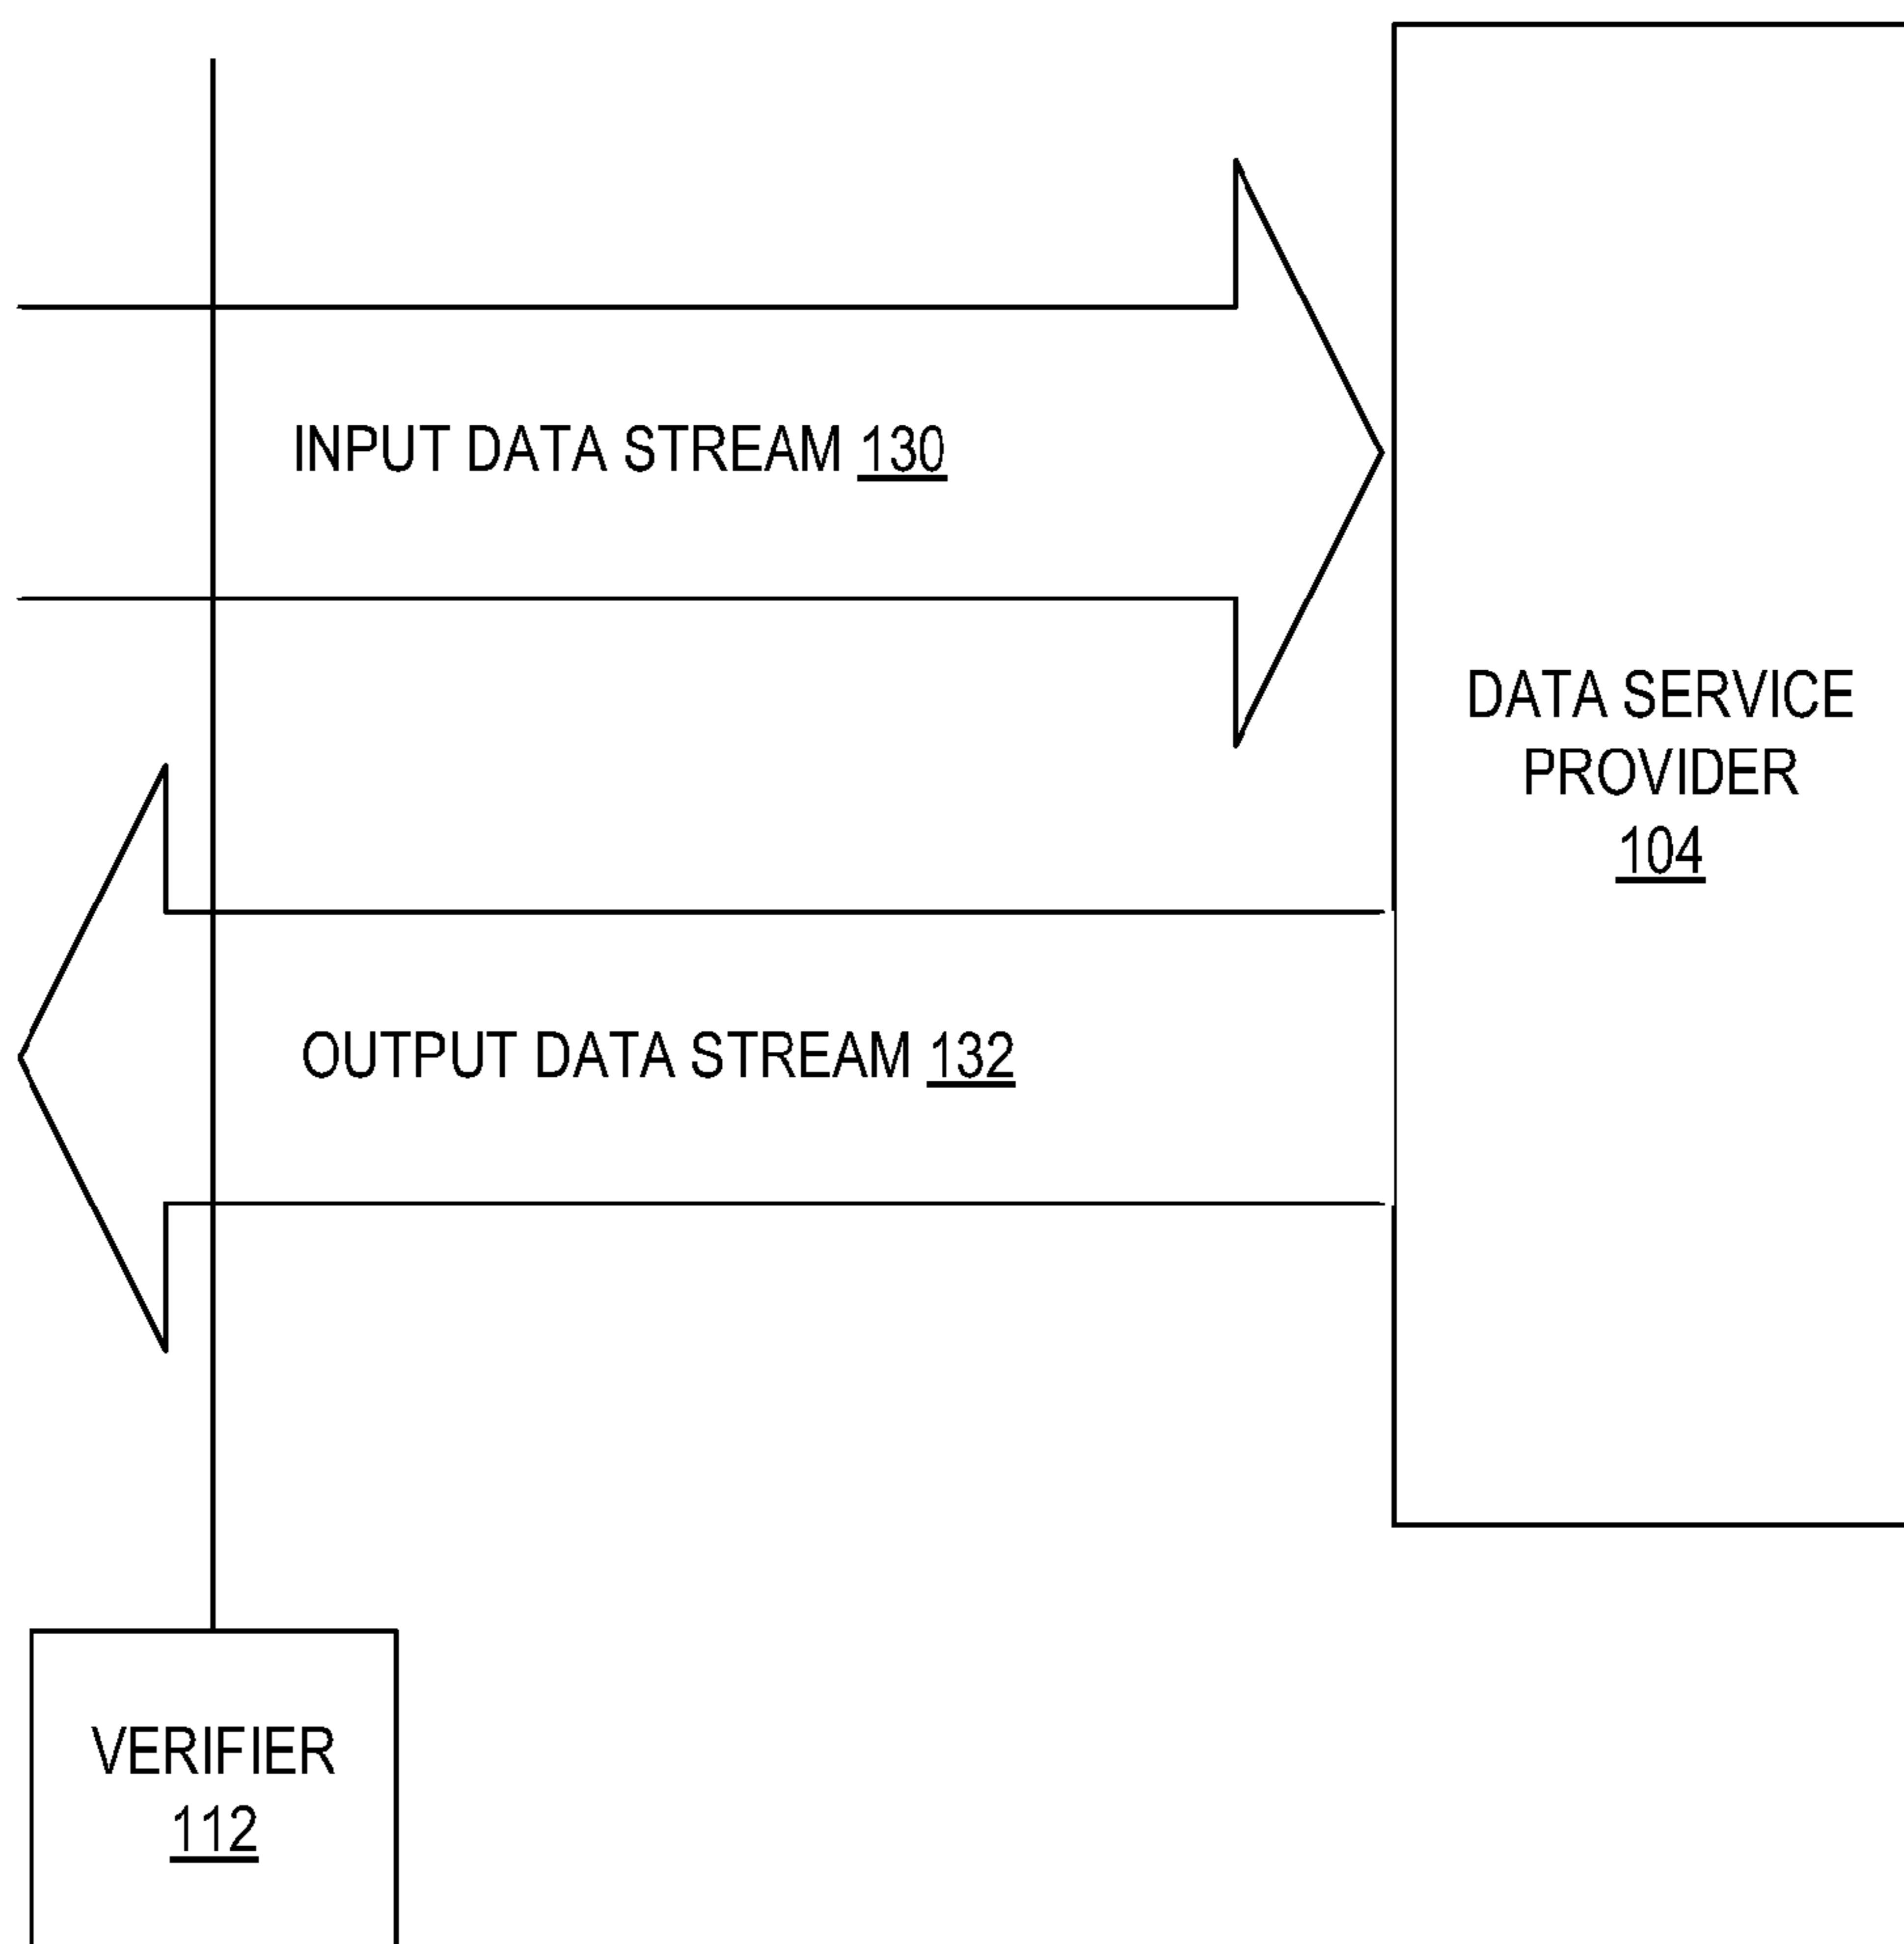 INPUT DATA STREAM 130
DATA SERVICE
PROVIDER
104
OUTPUT DATA STREAM 132
VERIFIER
112